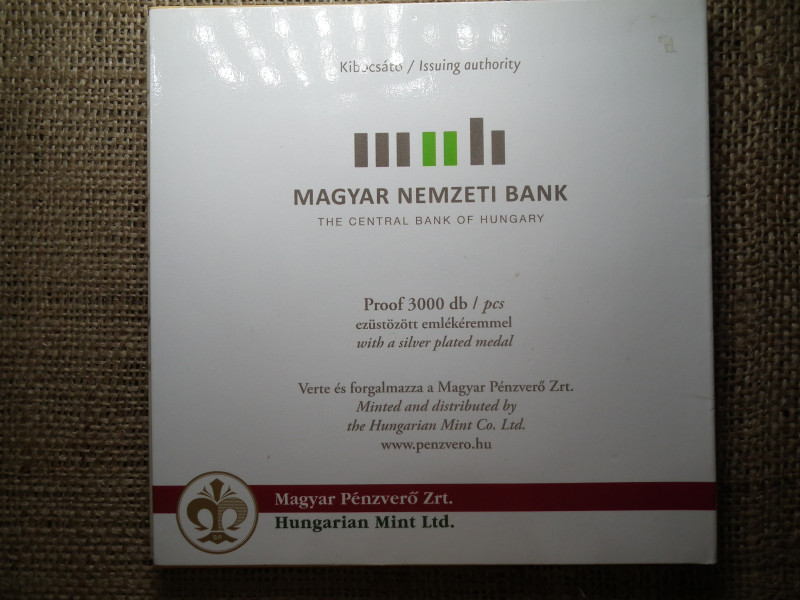 Kibocsátó / Issuing authority
MAGYAR NEMZETI BANK
THE CENTRAL BANK OF HUNGARY
Proof 3000 db / pcs
ezüstözött emlékéremmel
with a silver plated medal
Verte és forgalmazza a Magyar Pénzverő Zrt.
Minted and distributed by
the Hungarian Mint Co. Ltd.
www.penzvero.hu
Magyar Pénzverő Zrt.
Hungarian Mint Ltd.